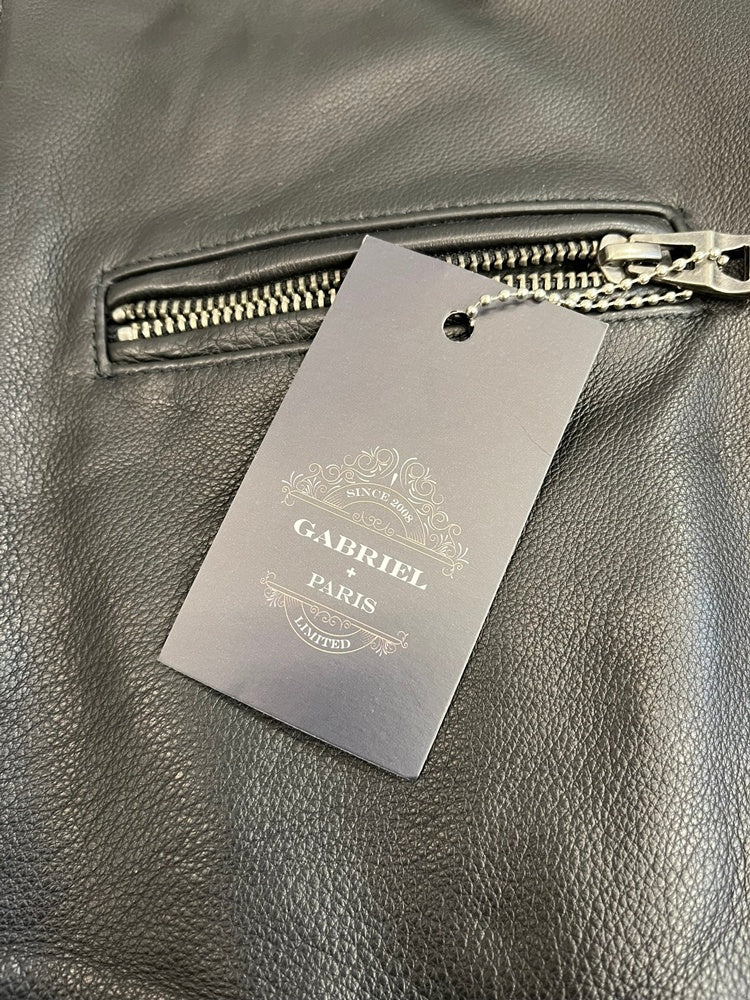 SINCE 2008
GABRIEL
+
PARIS
LIMITED